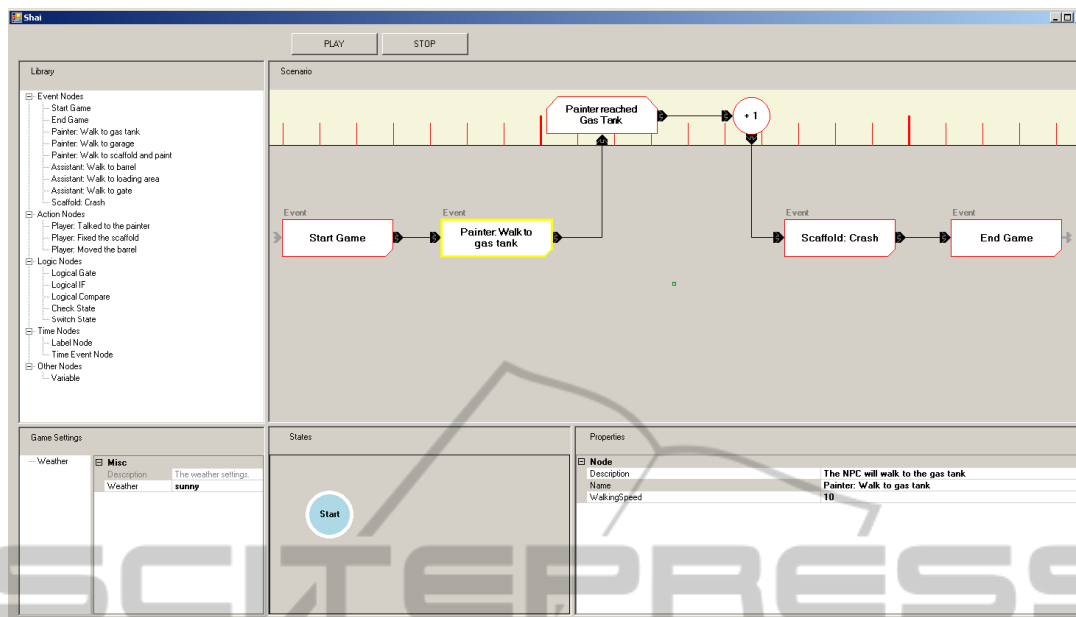 Shai
PLAY STOP
Library
Event Nodes
Start Game
End Game
Painter: Walk to gas tank
Painter: Walk to garage
Painter: Walk to scaffold and paint
Assistant: Walk to barrel
Assistant: Walk to loading area
Assistant: Walk to gate
Scaffold: Crash
Action Nodes
Player: Talked to the painter
Player: Fixed the scaffold
Player: Moved the barrel
Logic Nodes
Logical Gate
Logical IF
Logical Compare
Check State
Switch State
Time Nodes
Label Node
Time Event Node
Other Nodes
Variable
Scenario
Painter reached
Gas Tank
+ 1
Event
Start Game
Event
Painter: Walk to
gas tank
Event
Scaffold: Crash
Event
End Game
Game Settings
Weather
Misc
Description The weather settings.
Weather sunny
States
Start
Properties
Node
Description The NPC will walk to the gas tank
Name Painter: Walk to gas tank
WalkingSpeed 10
SCITEPRESS